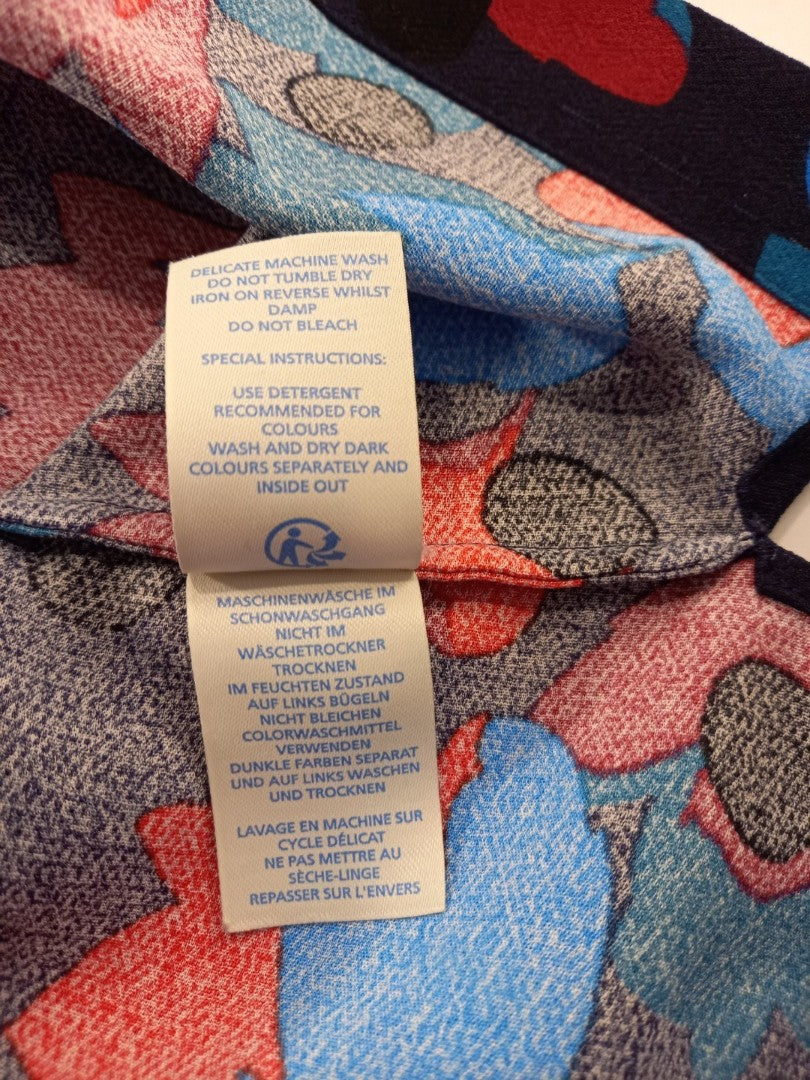 DELICATE MACHINE WASH
DO NOT TUMBLE DRY
IRON ON REVERSE WHILST
DAMP
DO NOT BLEACH
SPECIAL INSTRUCTIONS:
USE DETERGENT
RECOMMENDED FOR
COLOURS
WASH AND DRY DARK
COLOURS SEPARATELY AND
INSIDE OUT
MASCHINENWÄSCHE IM
SCHONWASCHGANG
NICHT IM
WÄSCHETROCKNER
TROCKNEN
IM FEUCHTEN ZUSTAND
AUF LINKS BÜGELN
NICHT BLEICHEN
COLORWASCHMITTEL
VERWENDEN
DUNKLE FARBEN SEPARAT
UND AUF LINKS WASCHEN
UND TROCKNEN
LAVAGE EN MACHINE SUR
CYCLE DÉLICAT
NE PAS METTRE AU
SÈCHE-LINGE
REPASSER SUR L'ENVERS